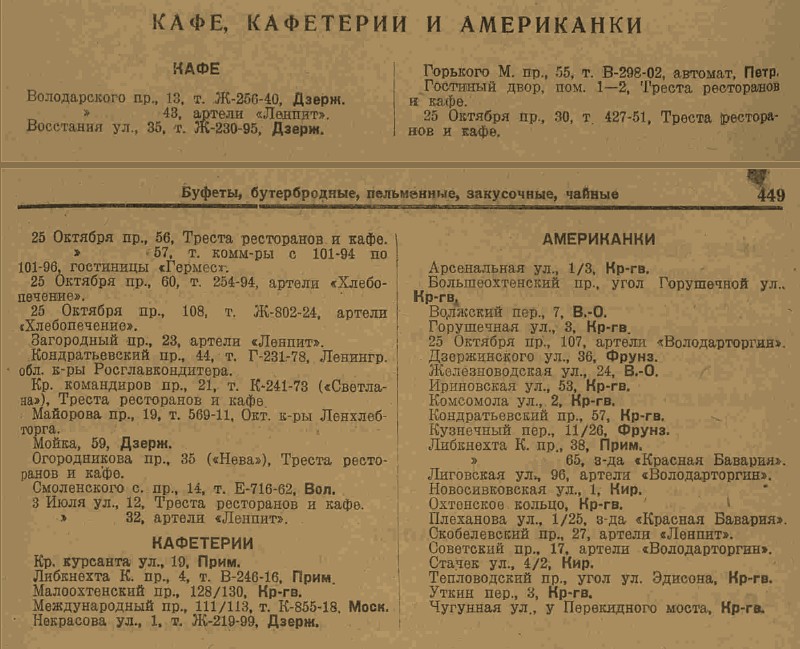 КАФЕ, КАФЕТЕРИИ И АМЕРИКАНКИ
КАФЕ
Володарского пр., 13, т. Ж-256-40, Дзерж.
» 43, артели «Ленпит».
Восстания ул., 35, т. Ж-230-95, Дзерж.
Горького М. пр., 55, т. В-298-02, автомат, Петр.
Гостиный двор, пом. 1—2, Треста ресторанов
и кафе.
25 Октября пр., 30, т. 427-51, Треста рестора-
нов и кафе.
Буфеты, бутербродные, пельменные, закусочные, чайные
449
25 Октября пр., 56, Треста ресторанов и кафе.
» 57, т. комм-ры с 101-94 по
101-96, гостиницы «Гермес».
25 Октября пр., 60, т. 254-94, артели «Хлебо-
печение».
25 Октября пр., 108, т. Ж-802-24, артели
«Хлебопечение».
Загородный пр., 23, артели «Ленпит».
Кондратьевский пр., 44, т. Г-231-78, Ленингр.
обл. к-ры Росглавкондитера.
Кр. командиров пр., 21, т. К-241-73 («Светла-
на»), Треста ресторанов и кафе
Майорова пр., 19, т. 569-11, Окт. к-ры Ленхлеб-
торга.
Мойка, 59, Дзерж.
Огородникова пр., 35 («Нева»), Треста ресто-
ранов и кафе.
Смоленского с. пр., 14, т. Е-716-62, Вол.
3 Июля ул., 12, Треста ресторанов и кафе.
» 32, артели «Ленпит».
КАФЕТЕРИИ
Кр. курсанта ул., 19, Прим.
Либкнехта К. пр., 4, т. В-246-16, Прим.
Малоохтенский пр., 128/130, Кр-гв.
Международный пр., 111/113, т. К-855-18, Моск.
Некрасова ул., 1, т. Ж-219-99, Дзерж.
АМЕРИКАНКИ
Арсенальная ул., 1/3, Кр-гв.
Большеохтенский пр., угол Горушечной ул.,
Кр-гв.
Волжский пер., 7, В.-О.
Горушечная ул., 3, Кр-гв.
25 Октября пр., 107, артели «Володарторгин».
Дзержинского ул., 36, Фрунз.
Железноводская ул., 24, В.-О.
Ириновская ул., 53, Кр-гв.
Комсомола ул., 2, Кр-гв.
Кондратьевский пр., 57, Кр-гв.
Кузнечный пер., 11/26, Фрунз.
Либкнехта К. пр., 38, Прим.
» 65, з-да «Красная Бавария».
Лиговская ул., 96, артели «Володарторгин».
Новосивковская ул., 1, Кир.
Охтенское кольцо, Кр-гв.
Плеханова ул., 1/25, з-да «Красная Бавария».
Скобелевский пр., 27, артели «Ленпит».
Советский пр., 17, артели «Володарторгин».
Стачек ул., 4/2, Кир.
Тепловодский пр., угол ул. Эдисона, Кр-гв.
Уткин пер., 3, Кр-гв.
Чугунная ул., у Перекидного моста, Кр-гв.